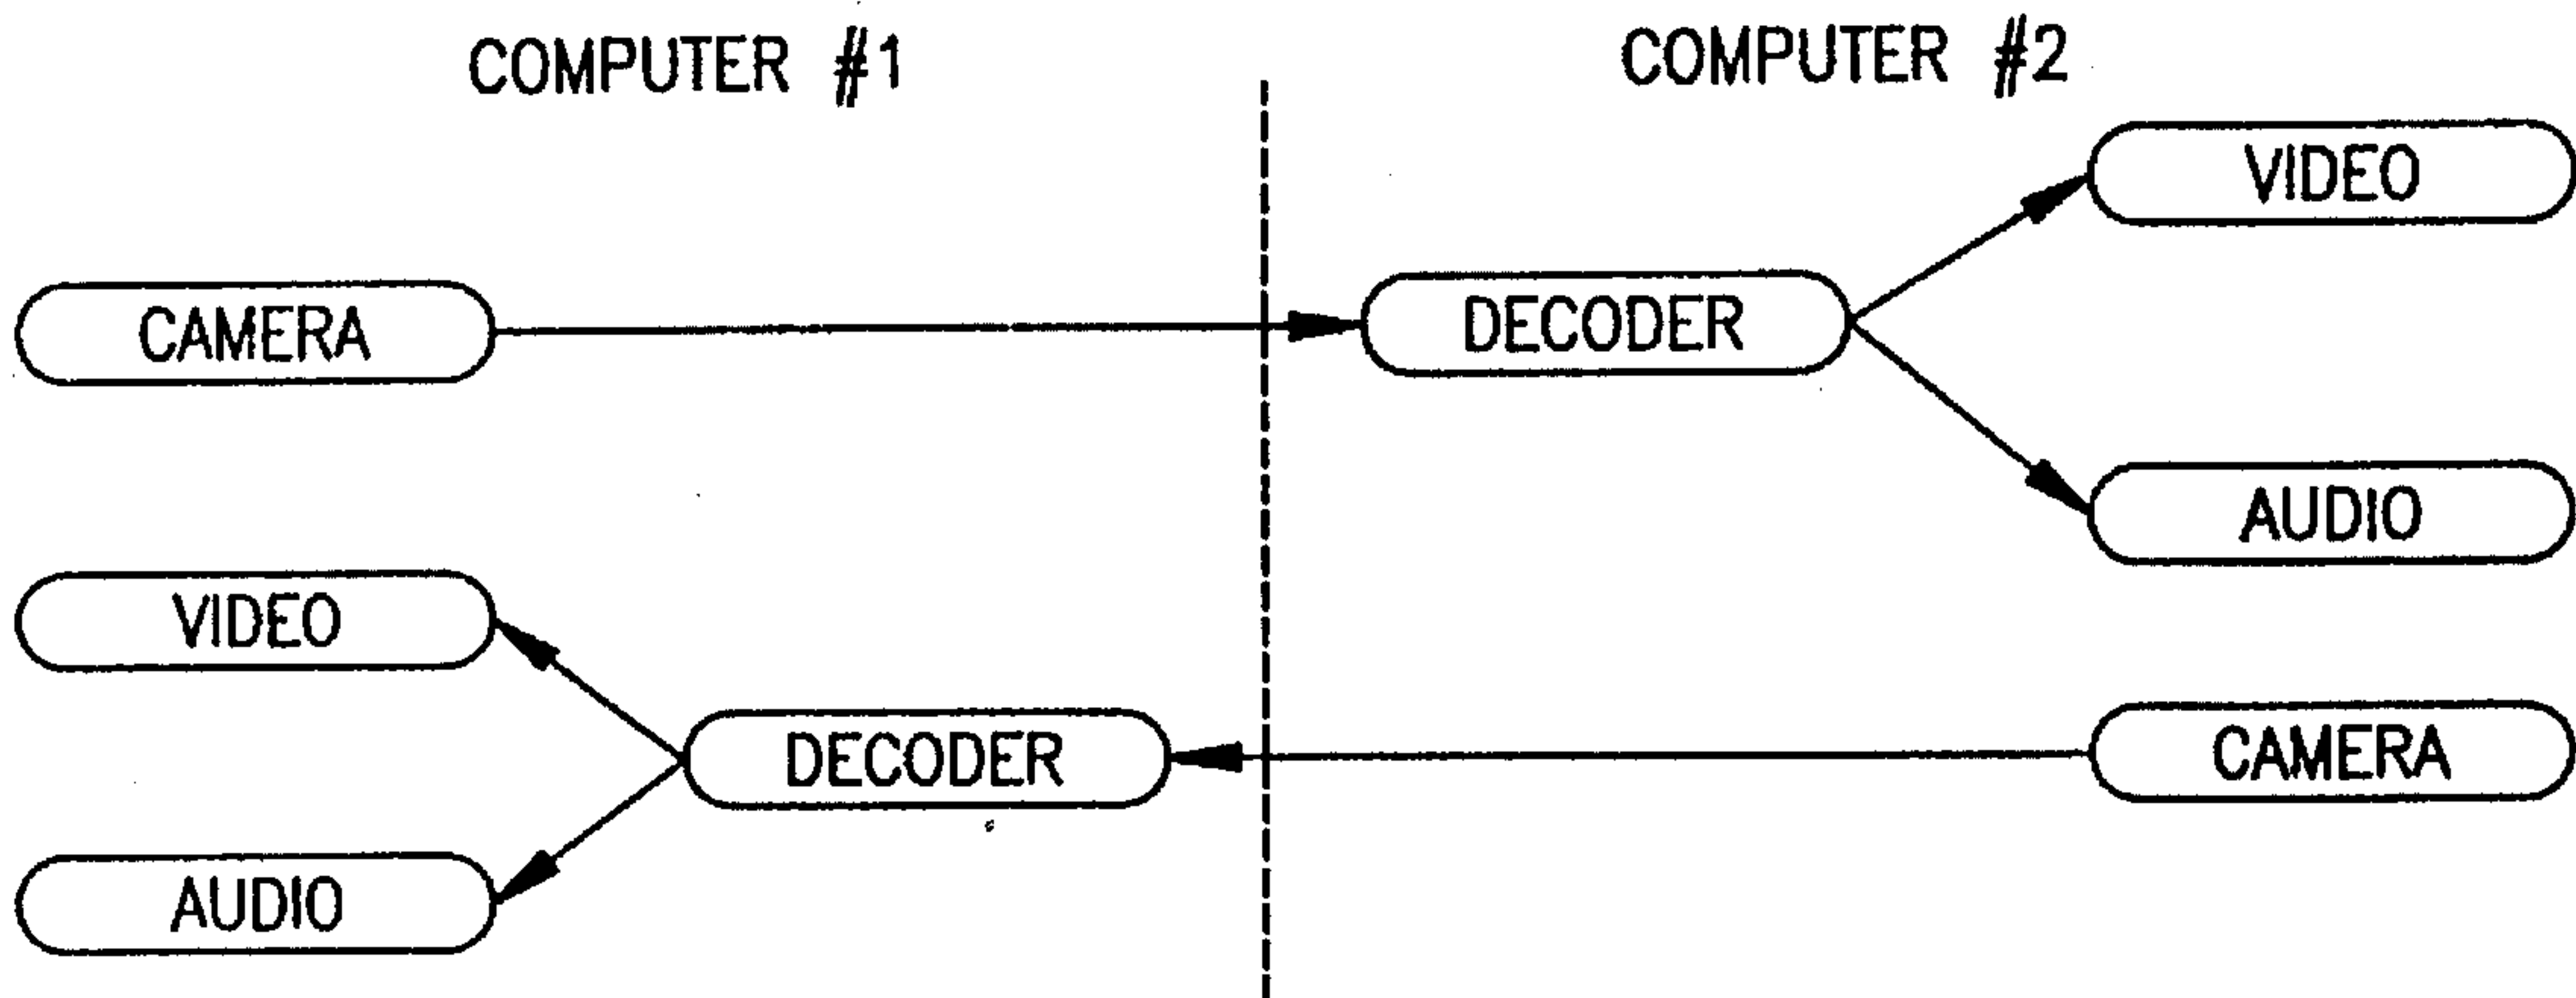 COMPUTER #1
COMPUTER #2
VIDEO
CAMERA
DECODER
AUDIO
VIDEO
DECODER
CAMERA
AUDIO